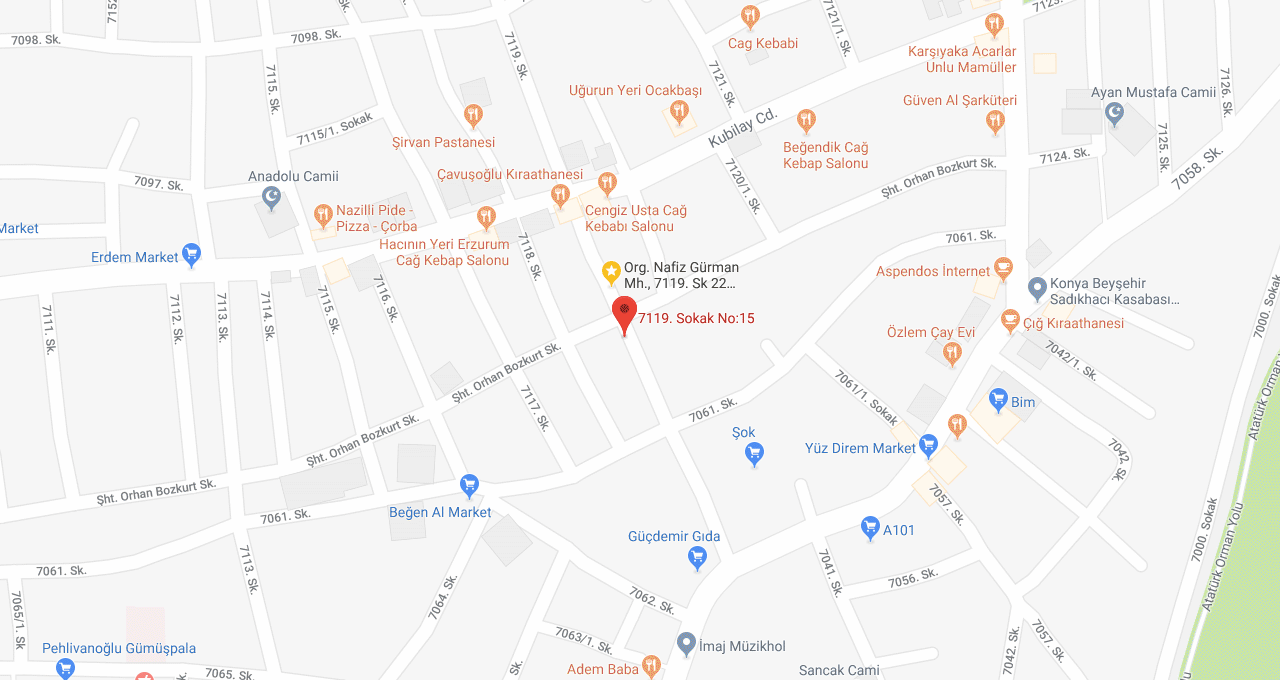 7098. Sk.
7152
7098. Sk.
7119. Sk.
7121/1. Sk.
7123.
Cag Kebabi
Karşıyaka Acarlar
Unlu Mamüller
7115. Sk.
7121. Sk.
7126. Sk.
Uğurun Yeri Ocakbaşı
Güven Al Şarküteri
Ayan Mustafa Camii
7115/1. Sokak
Şirvan Pastanesi
Kubilay Cd.
Beğendik Cağ
Kebap Salonu
7125. Sk.
7124. Sk.
7058. Sk.
7097. Sk.
Anadolu Camii
Çavuşoğlu Kıraathanesi
7120/1. Sk.
Şht. Orhan Bozkurt Sk.
Nazilli Pide -
Pizza - Çorba
Cengiz Usta Cağ
Kebabı Salonu
Market
Erdem Market
Hacının Yeri Erzurum
Cağ Kebap Salonu
7118. Sk.
7061. Sk.
Org. Nafiz Gürman
Mh., 7119. Sk 22...
Aspendos İnternet
Konya Beyşehir
Sadıkhacı Kasabası...
7111. Sk.
7112. Sk.
7113. Sk.
7114. Sk.
7115. Sk.
7116. Sk.
7119. Sokak No:15
Özlem Çay Evi
Çığ Kıraathanesi
7000. Sokak
7042/1. Sk.
Şht. Orhan Bozkurt Sk.
7117. Sk.
7061/1. Sokak
Atatürk Orman
7061. Sk.
Bim
Şok
Yüz Direm Market
Şht. Orhan Bozkurt Sk.
7042. Sk.
Şht. Orhan Bozkurt Sk.
7061. Sk.
Beğen Al Market
7057. Sk.
A101
7000. Sokak
Atatürk Orman Yolu
Güçdemir Gıda
7061. Sk.
7113. Sk.
7064. Sk.
7041. Sk.
7056. Sk.
7065/1. Sk
7062. Sk.
7063/1. Sk.
7057. Sk.
7042. Sk.
Pehlivanoğlu Gümüşpala
İmaj Müzikhol
7065. Sk.
Sk.
Adem Baba
Sancak Cami